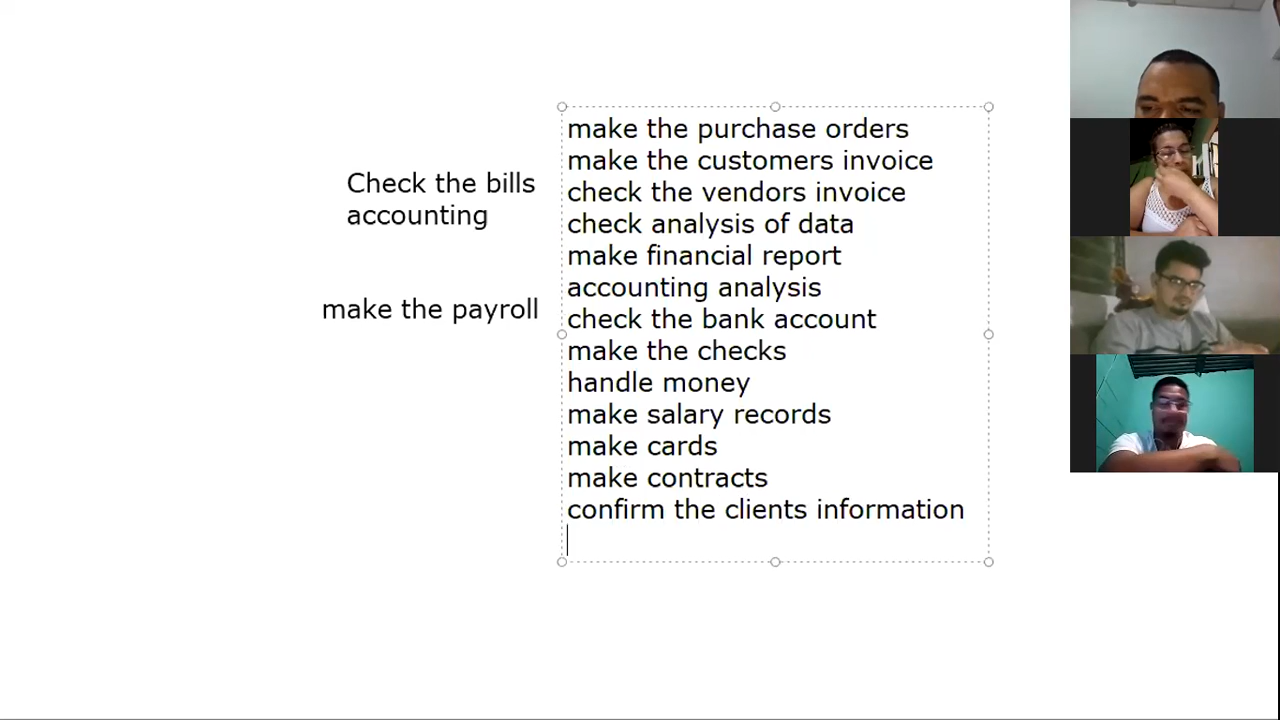 Check the bills
accounting
make the payroll
make the purchase orders
make the customers invoice
check the vendors invoice
check analysis of data
make financial report
accounting analysis
check the bank account
make the checks
handle money
make salary records
make cards
make contracts
confirm the clients information